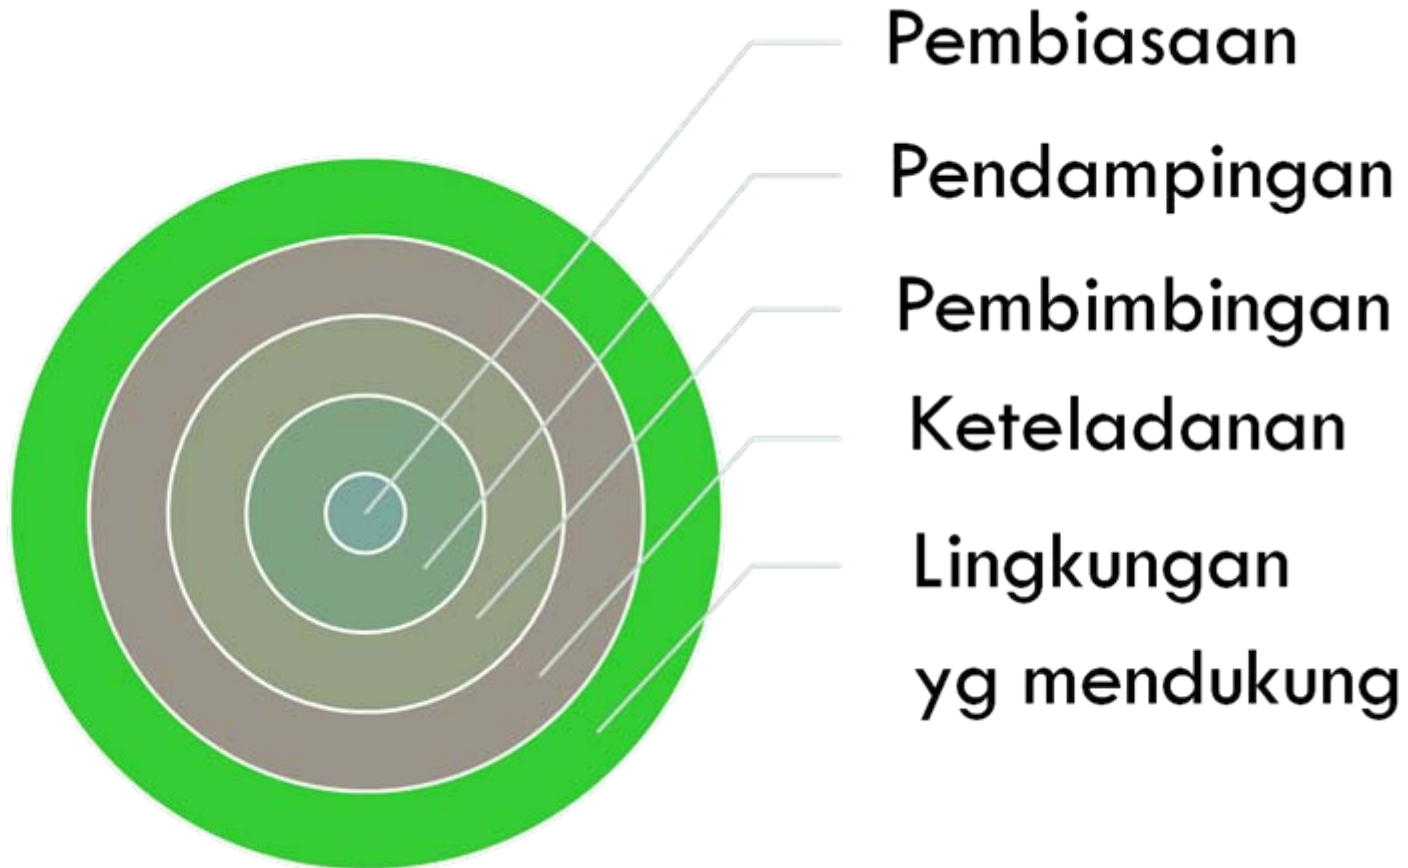 Pembiasaan
Pendampingan
Pembimbingan
Keteladanan
Lingkungan
yg mendukung